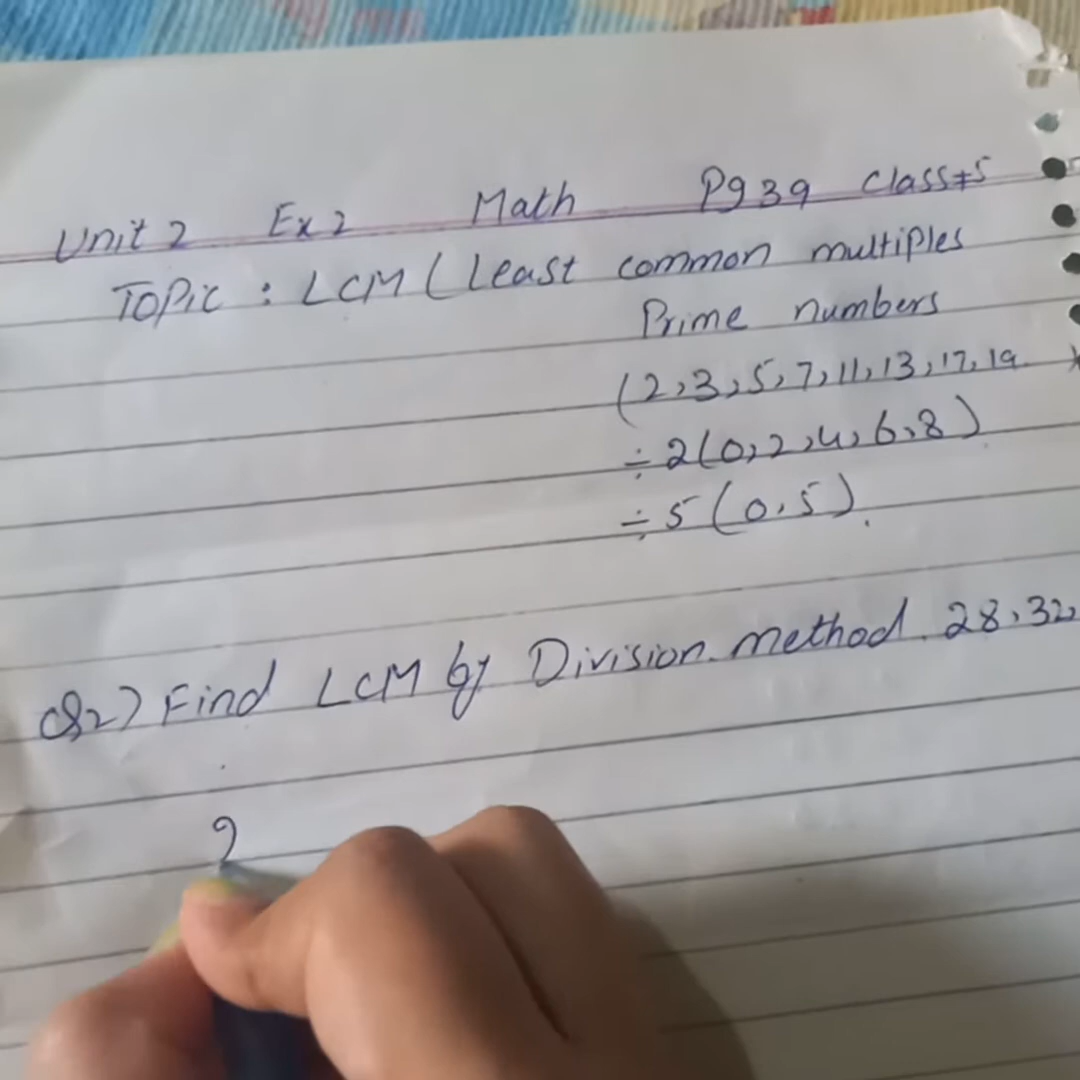 Unit 2 Ex 2 Math Pg 39 Class 5
Topic : LCM ( Least common multiples
Prime numbers
(2,3,5,7,11,13,17,19
÷ 2 (0,2,4,6,8)
÷ 5 (0,5).
Q2) Find LCM by Division method. 28,32,
2